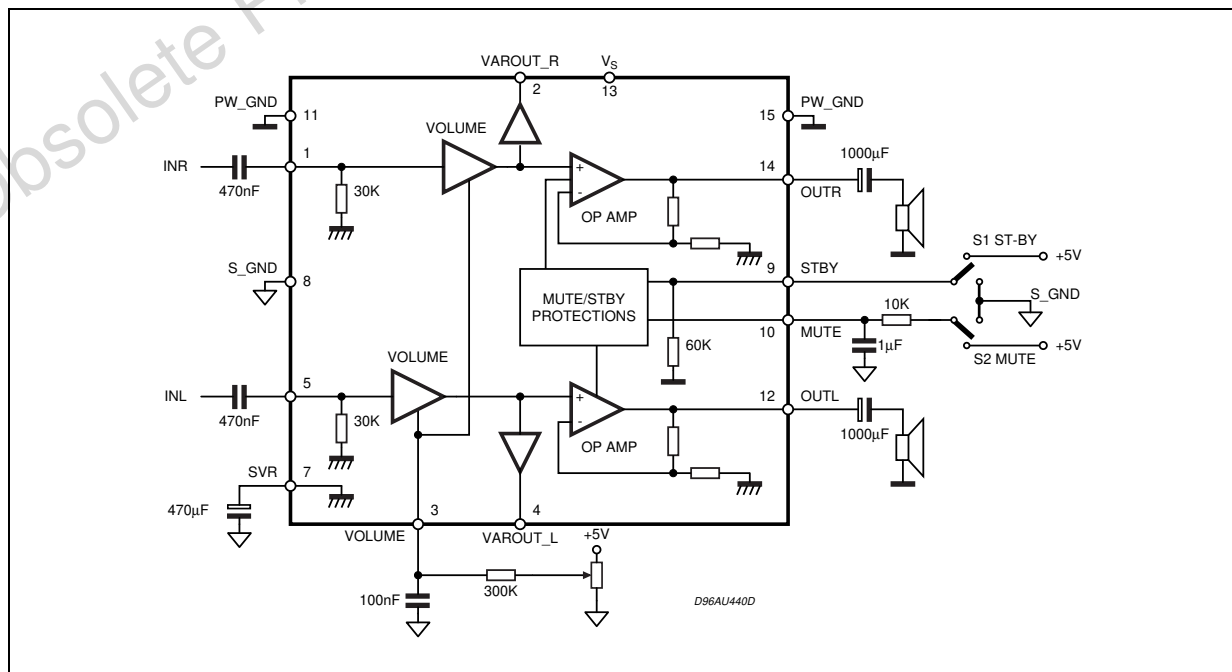 obsolete P
VAROUT_R
VS
2
13
PW_GND
11
15
PW_GND
VOLUME
INR
470nF
1
30K
+
-
OP AMP
14
OUTR
1000μF
S1 ST-BY
+5V
S_GND
8
9
STBY
MUTE/STBY
PROTECTIONS
S_GND
10K
10
MUTE
60K
1μF
+5V
S2 MUTE
VOLUME
INL
470nF
5
30K
+
-
OP AMP
12
OUTL
1000μF
SVR
7
470μF
3
4
VOLUME
VAROUT_L
+5V
300K
100nF
D96AU440D